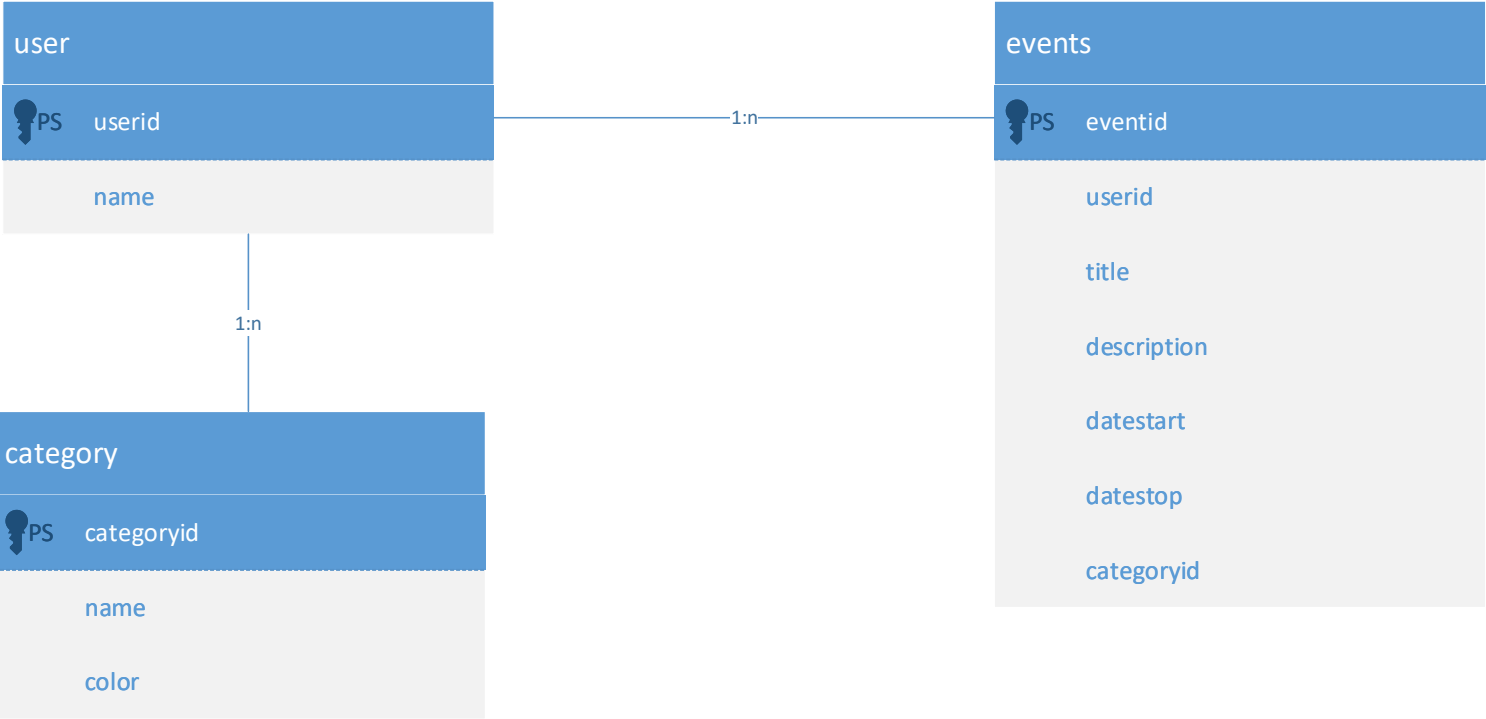 user
PS userid
name
1:n
events
PS eventid
userid
title
description
datestart
datestop
categoryid
1:n
category
PS categoryid
name
color